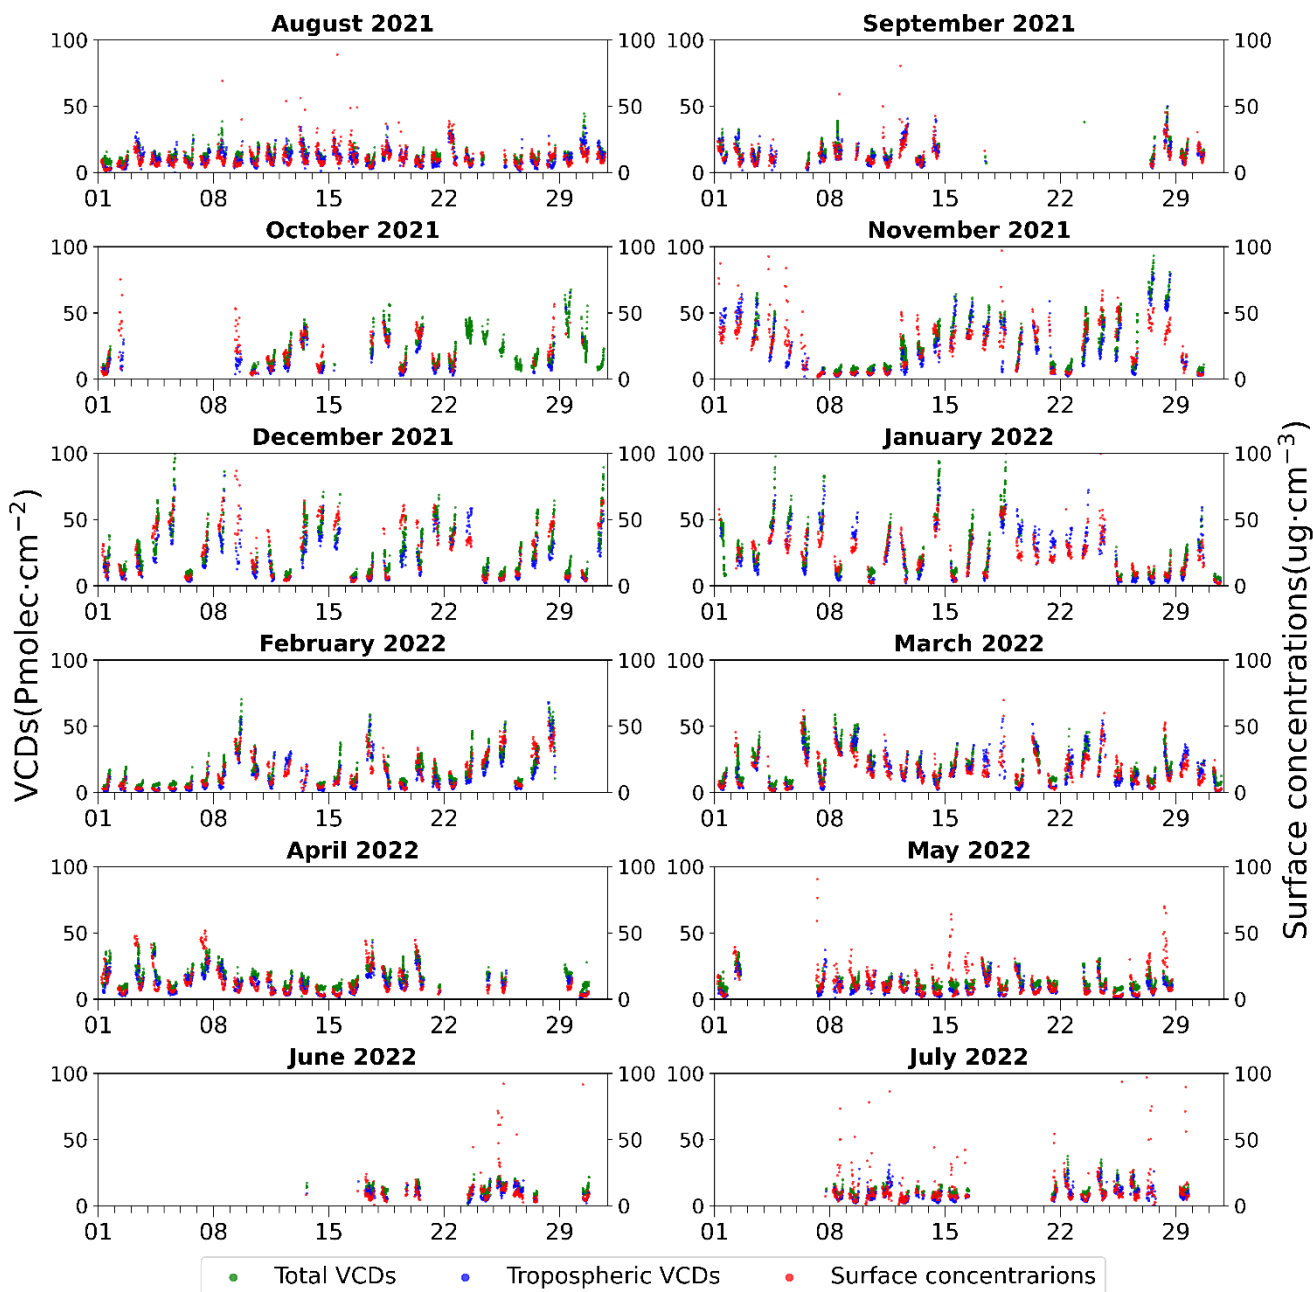 August 2021
September 2021
100
50
0
01 08 15 22 29
100
50
0
100
50
0
01 08 15 22 29
100
50
0
October 2021
November 2021
100
50
0
01 08 15 22 29
100
50
0
100
50
0
01 08 15 22 29
100
50
0
December 2021
January 2022
100
50
0
01 08 15 22 29
100
50
0
100
50
0
01 08 15 22 29
100
50
0
VCDs(Pmolec·cm⁻²)
Surface concentrations(ug·cm⁻³)
February 2022
March 2022
100
50
0
01 08 15 22 29
100
50
0
100
50
0
01 08 15 22 29
100
50
0
April 2022
May 2022
100
50
0
01 08 15 22 29
100
50
0
100
50
0
01 08 15 22 29
100
50
0
June 2022
July 2022
100
50
0
01 08 15 22 29
100
50
0
100
50
0
01 08 15 22 29
100
50
0
Total VCDs Tropospheric VCDs Surface concentrarions